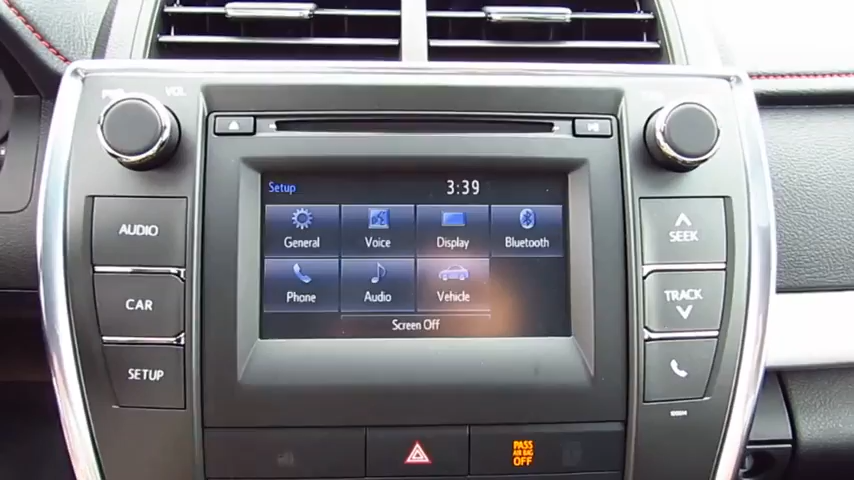 VOL
Setup 3:39
AUDIO
SEEK
General Voice Display Bluetooth
CAR
TRACK
Phone Audio Vehicle
Screen Off
SETUP
PASS
AIR BAG
OFF